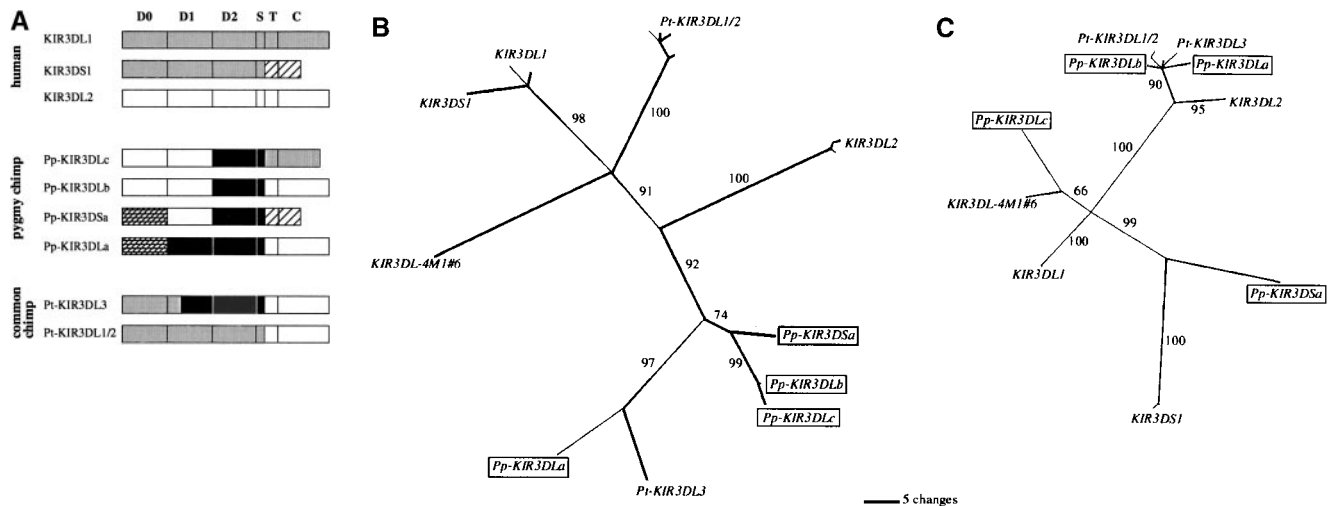 A
D0 D1 D2 S T C
human
KIR3DL1
KIR3DS1
KIR3DL2
pygmy chimp
Pp-KIR3DLc
Pp-KIR3DLb
Pp-KIR3DSa
Pp-KIR3DLa
common chimp
Pt-KIR3DL3
Pt-KIR3DL1/2
B
Pt-KIR3DL1/2
KIR3DL1
KIR3DS1
98
100
KIR3DL2
91
100
KIR3DL-4M1#6
92
74
Pp-KIR3DSa
97
99
Pp-KIR3DLb
Pp-KIR3DLc
Pp-KIR3DLa
Pt-KIR3DL3
5 changes
C
Pt-KIR3DL1/2
Pt-KIR3DL3
Pp-KIR3DLb
Pp-KIR3DLa
90
95
KIR3DL2
Pp-KIR3DLc
100
66
KIR3DL-4M1#6
99
100
KIR3DL1
Pp-KIR3DSa
100
KIR3DS1